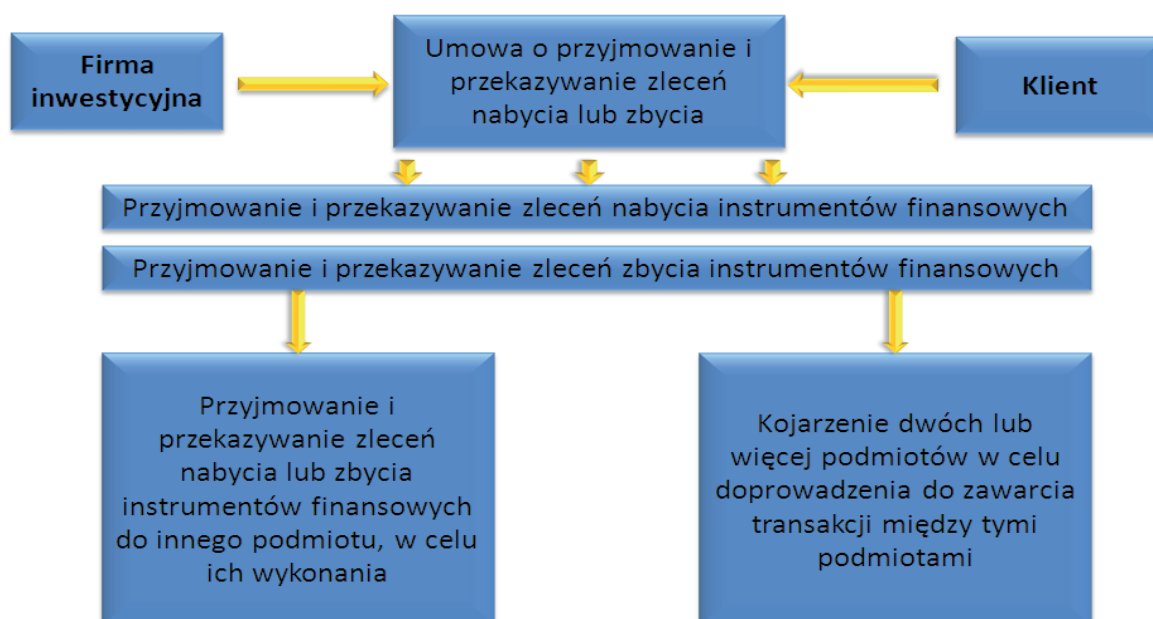 Firma
inwestycyjna
Umowa o przyjmowanie i
przekazywanie zleceń
nabycia lub zbycia
Klient
Przyjmowanie i przekazywanie zleceń nabycia instrumentów finansowych
Przyjmowanie i przekazywanie zleceń zbycia instrumentów finansowych
Przyjmowanie i
przekazywanie zleceń
nabycia lub zbycia
instrumentów finansowych
do innego podmiotu, w celu
ich wykonania
Kojarzenie dwóch lub
więcej podmiotów w celu
doprowadzenia do zawarcia
transakcji między tymi
podmiotami